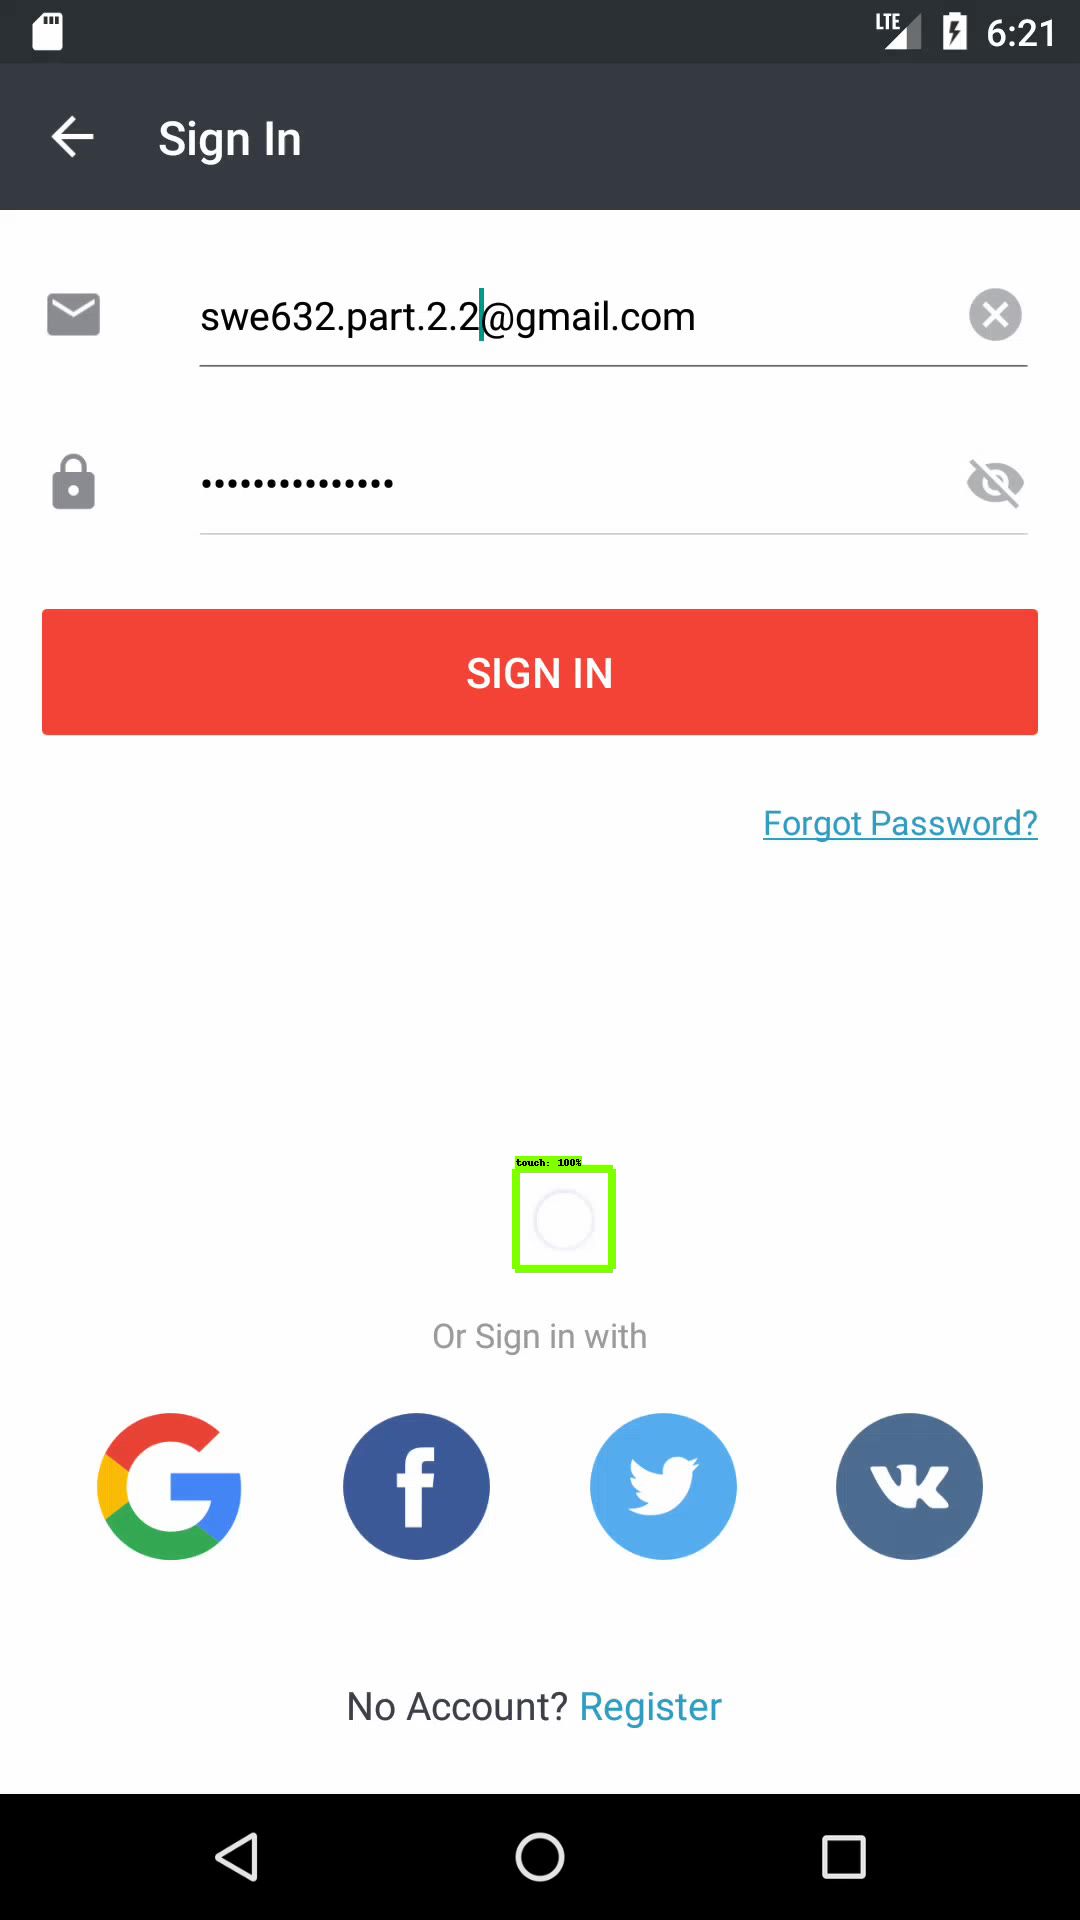 LTE 6:21
Sign In
swe632.part.2.2@gmail.com
•••••••••••••••
SIGN IN
Forgot Password?
touch: 100%
Or Sign in with
No Account? Register